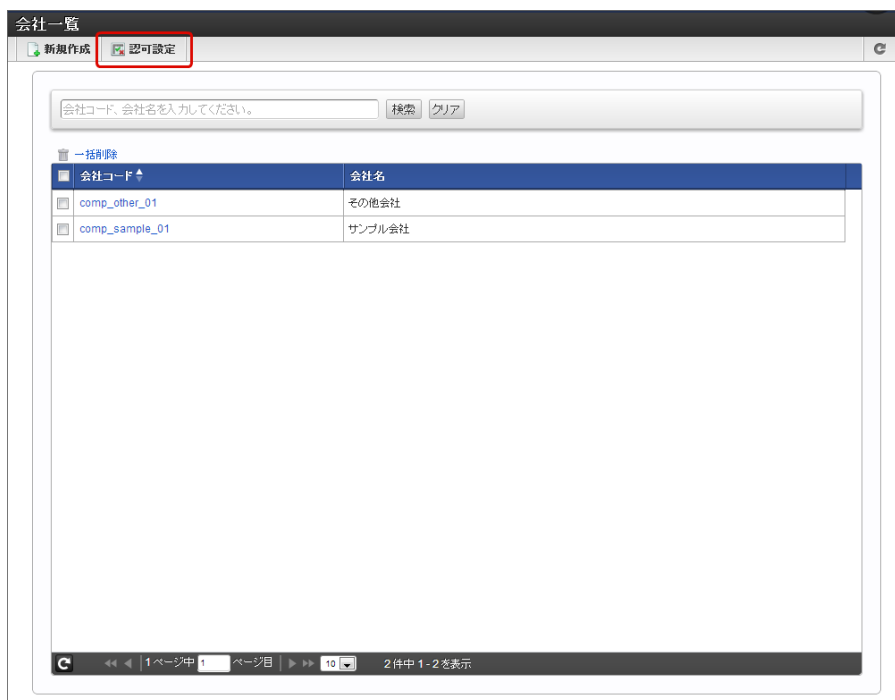 会社一覧
新規作成 認可設定
会社コード、会社名を入力してください。 検索 クリア
一括削除
会社コード 会社名
comp_other_01 その他会社
comp_sample_01 サンプル会社
1ページ中 1 ページ目 10 2件中 1 - 2 を表示